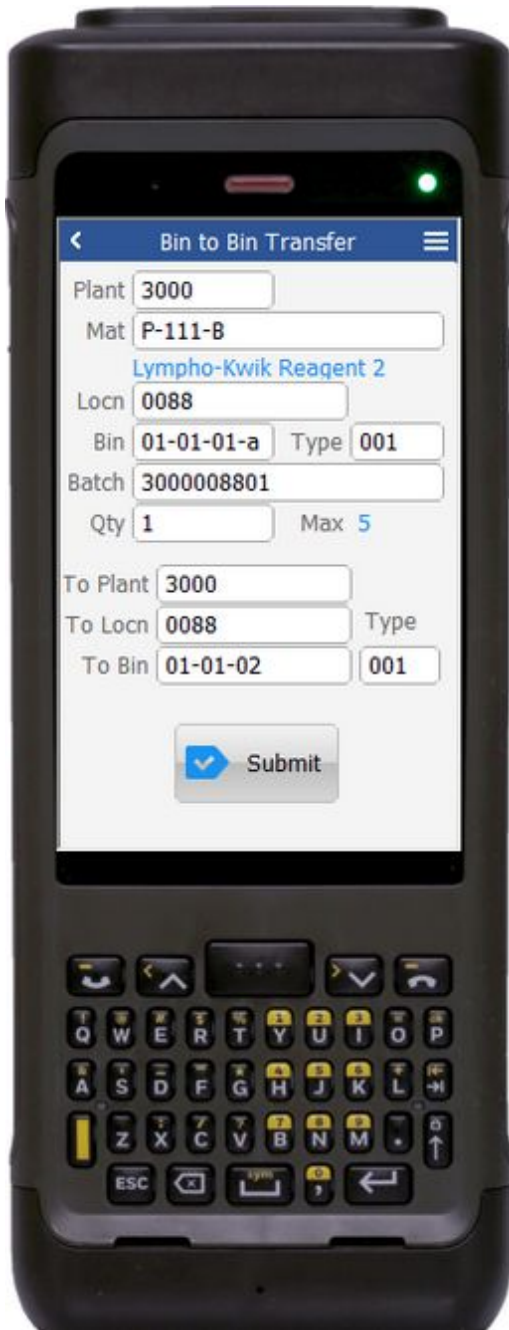 Bin to Bin Transfer
Plant 3000
Mat P-111-B
Lympho-Kwik Reagent 2
Locn 0088
Bin 01-01-01-a Type 001
Batch 3000008801
Qty 1 Max 5
To Plant 3000
To Locn 0088 Type
To Bin 01-01-02 001
Submit
Q W E R T Y U I O P
A S D F G H J K L
Z X C V B N M .
ESC sym ,